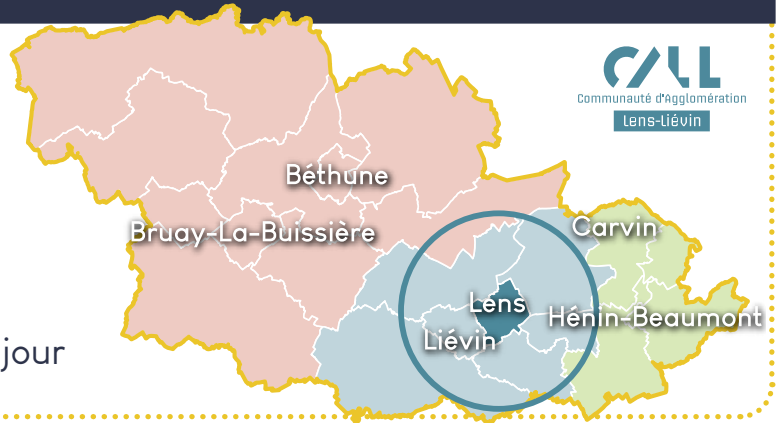 CALL
Communauté d'Agglomération
Lens-Liévin
Béthune
Bruay-La-Buissière
Carvin
Lens
Hénin-Beaumont
Liévin
jour